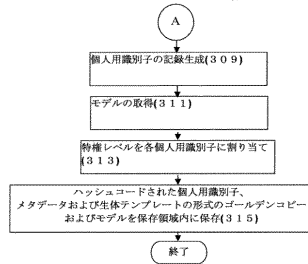 A
個人用識別子の記録生成(309)
モデルの取得(311)
特権レベルを各個人用識別子に割り当て
(313)
ハッシュコードされた個人用識別子、
メタデータおよび生体テンプレートの形式のゴールデンコピー
およびモデルを保存領域内に保存(315)
終了